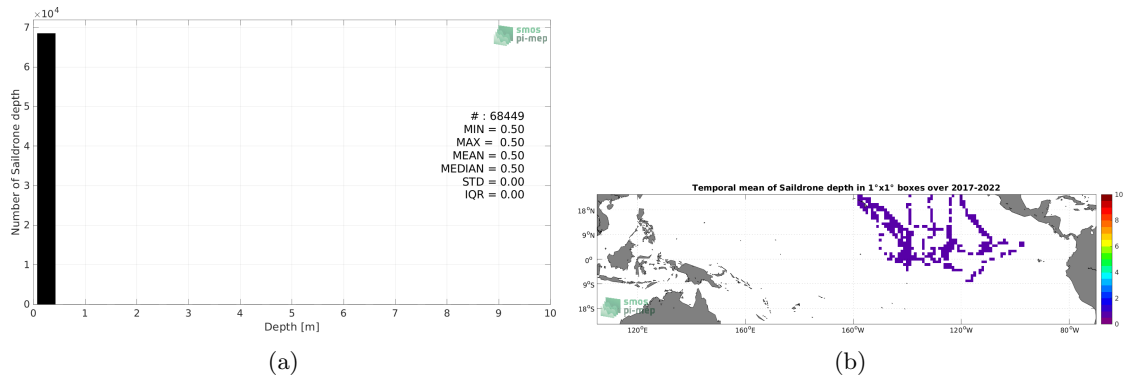 ×10⁴
7
6
5
4
3
2
1
0
Number of Saildrone depth
smos
pi-mep
# : 68449
MIN = 0.50
MAX = 0.50
MEAN = 0.50
MEDIAN = 0.50
STD = 0.00
IQR = 0.00
0 1 2 3 4 5 6 7 8 9 10
Depth [m]
(a)
Temporal mean of Saildrone depth in 1°x1° boxes over 2017-2022
18°N
9°N
0°
9°S
18°S
smos
pi-mep
120°E 160°E 160°W 120°W 80°W
10
8
6
4
2
0
(b)